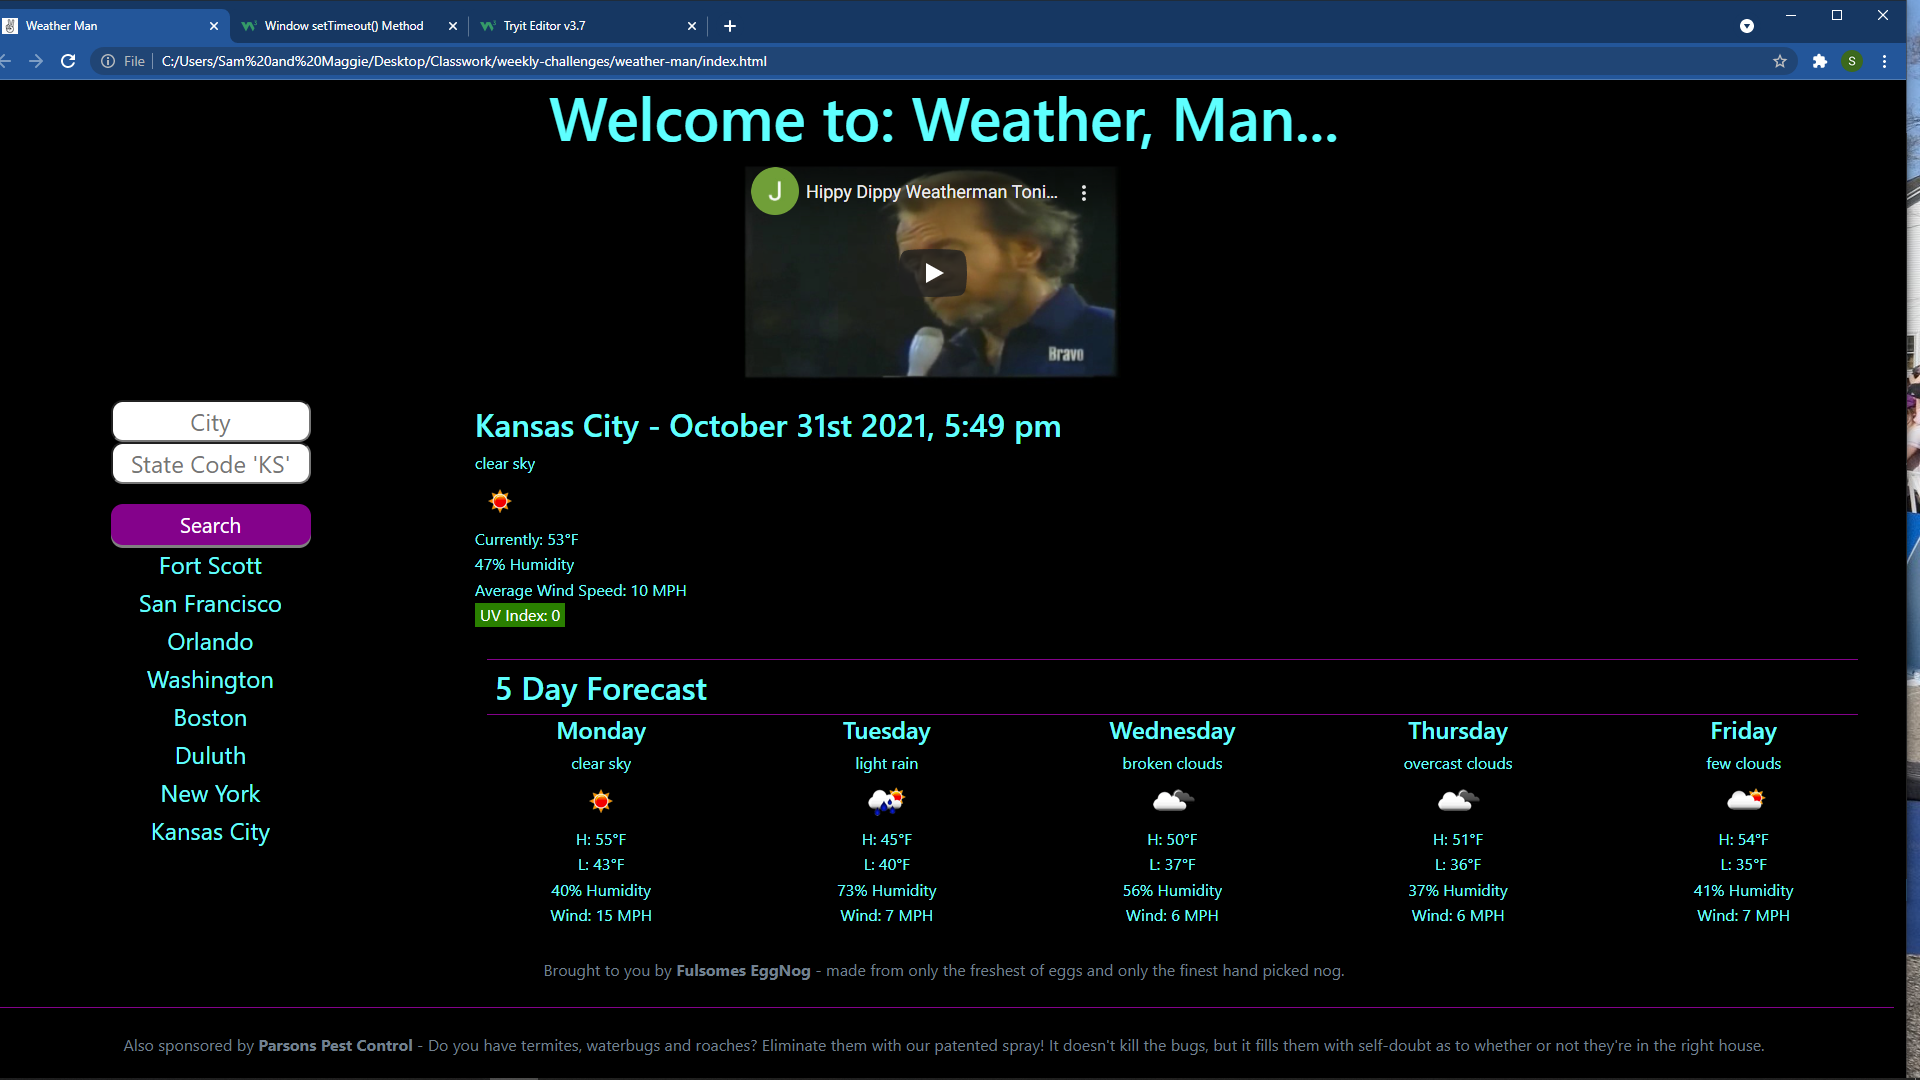 Weather Man
Window setTimeout() Method
Tryit Editor v3.7
File
C:/Users/Sam%20and%20Maggie/Desktop/Classwork/weekly-challenges/weather-man/index.html
S
Welcome to: Weather, Man...
J
Hippy Dippy Weatherman Toni...
Bravo
City
State Code 'KS'
Search
Fort Scott
San Francisco
Orlando
Washington
Boston
Duluth
New York
Kansas City
Kansas City - October 31st 2021, 5:49 pm
clear sky
Currently: 53°F
47% Humidity
Average Wind Speed: 10 MPH
UV Index: 0
5 Day Forecast
Monday
clear sky
H: 55°F
L: 43°F
40% Humidity
Wind: 15 MPH
Tuesday
light rain
H: 45°F
L: 40°F
73% Humidity
Wind: 7 MPH
Wednesday
broken clouds
H: 50°F
L: 37°F
56% Humidity
Wind: 6 MPH
Thursday
overcast clouds
H: 51°F
L: 36°F
37% Humidity
Wind: 6 MPH
Friday
few clouds
H: 54°F
L: 35°F
41% Humidity
Wind: 7 MPH
Brought to you by Fulsomes EggNog - made from only the freshest of eggs and only the finest hand picked nog.
Also sponsored by Parsons Pest Control - Do you have termites, waterbugs and roaches? Eliminate them with our patented spray! It doesn't kill the bugs, but it fills them with self-doubt as to whether or not they're in the right house.